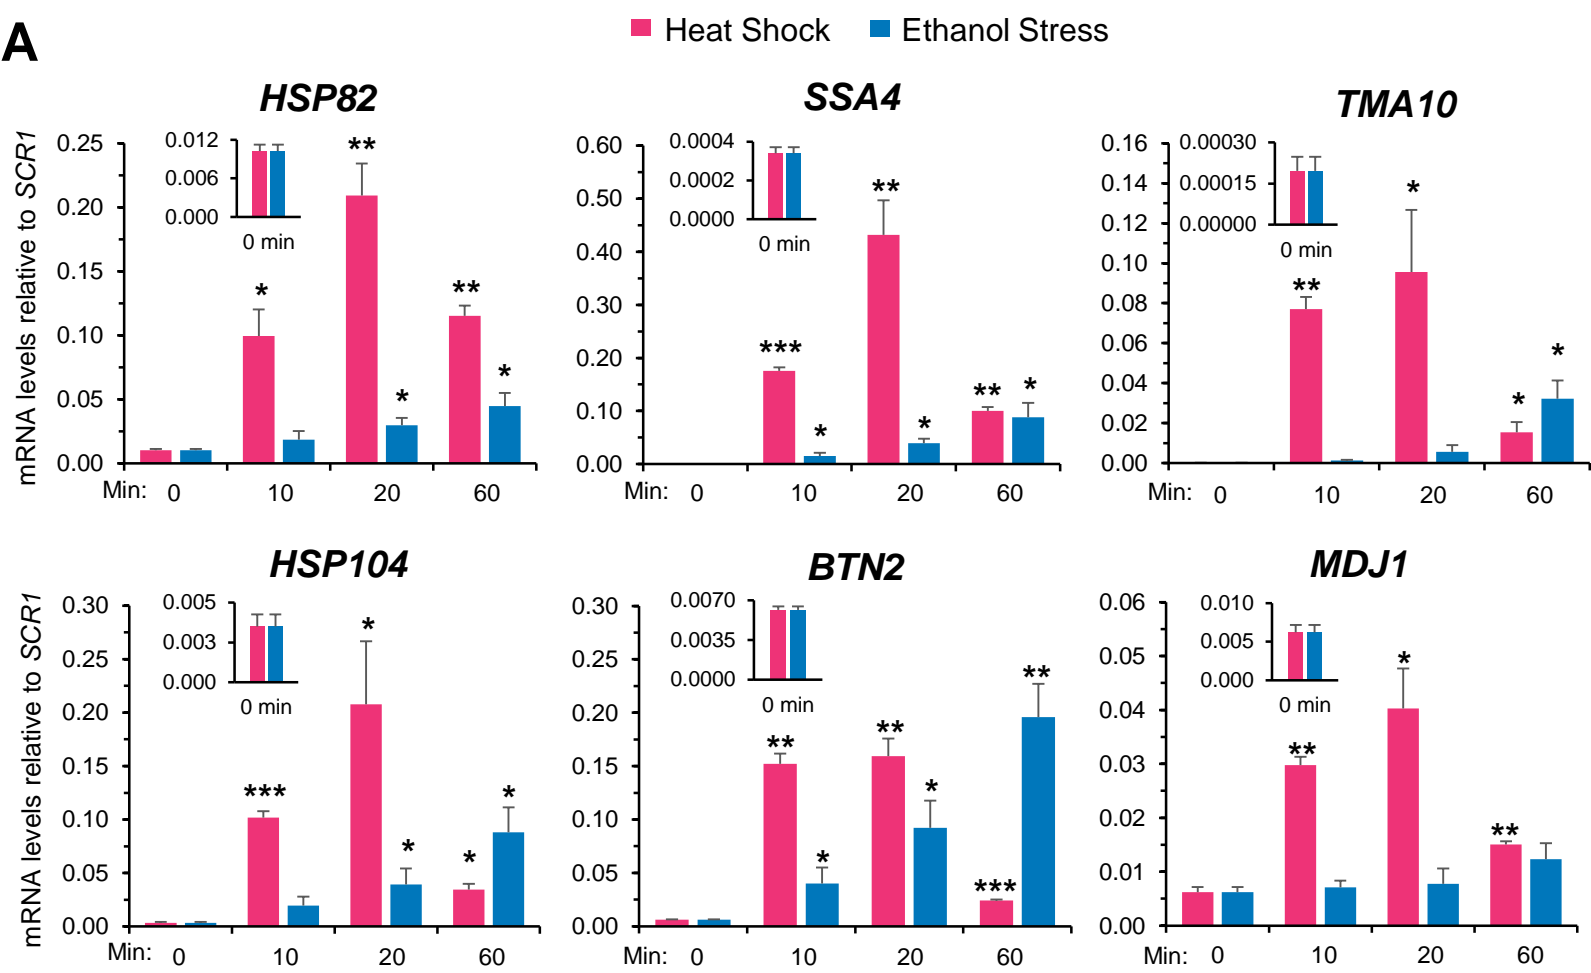 A
Heat Shock Ethanol Stress
HSP82
mRNA levels relative to SCR1
0.25
0.20
0.15
0.10
0.05
0.00
0.012
0.006
0.000
0 min
* ** ** * *
Min: 0 10 20 60
SSA4
0.60
0.50
0.40
0.30
0.20
0.10
0.00
0.0004
0.0002
0.0000
0 min
*** * ** * ** *
Min: 0 10 20 60
TMA10
0.16
0.14
0.12
0.10
0.08
0.06
0.04
0.02
0.00
0.00030
0.00015
0.00000
0 min
** * * *
Min: 0 10 20 60
HSP104
mRNA levels relative to SCR1
0.30
0.25
0.20
0.15
0.10
0.05
0.00
0.005
0.003
0.000
0 min
*** * * * *
Min: 0 10 20 60
BTN2
0.30
0.25
0.20
0.15
0.10
0.05
0.00
0.0070
0.0035
0.0000
0 min
** * ** * *** **
Min: 0 10 20 60
MDJ1
0.06
0.05
0.04
0.03
0.02
0.01
0.00
0.010
0.005
0.000
0 min
** * **
Min: 0 10 20 60